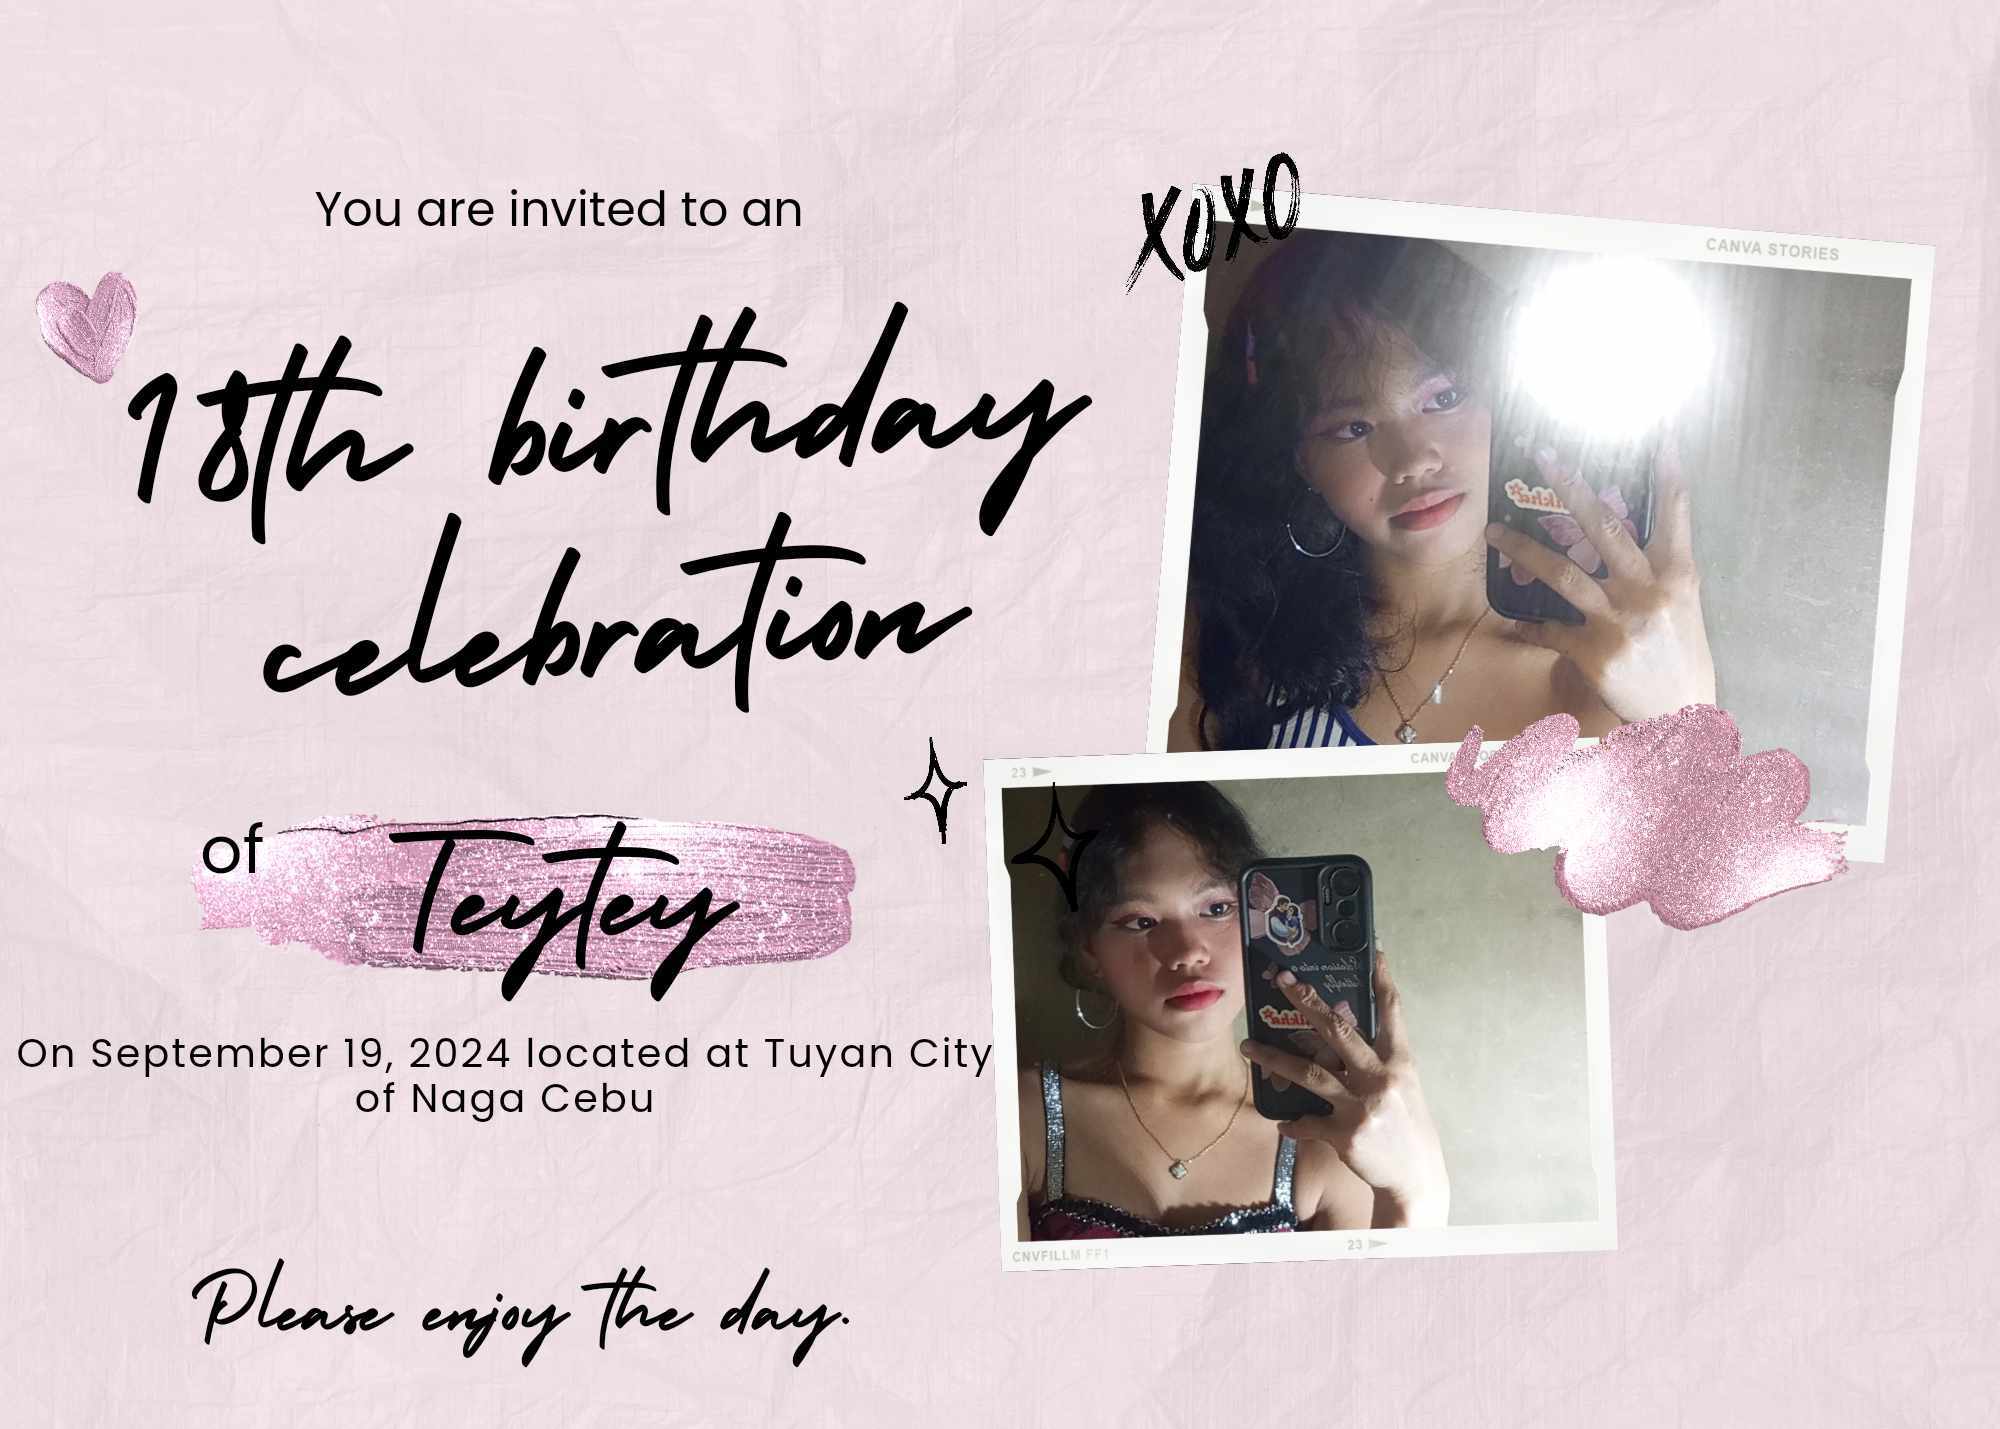 You are invited to an
18th birthday
celebration
of Teytey
On September 19, 2024 located at Tuyan City
of Naga Cebu
Please enjoy the day.
XOXO
CANVA STORIES
23
CNVFILLM FF1
23